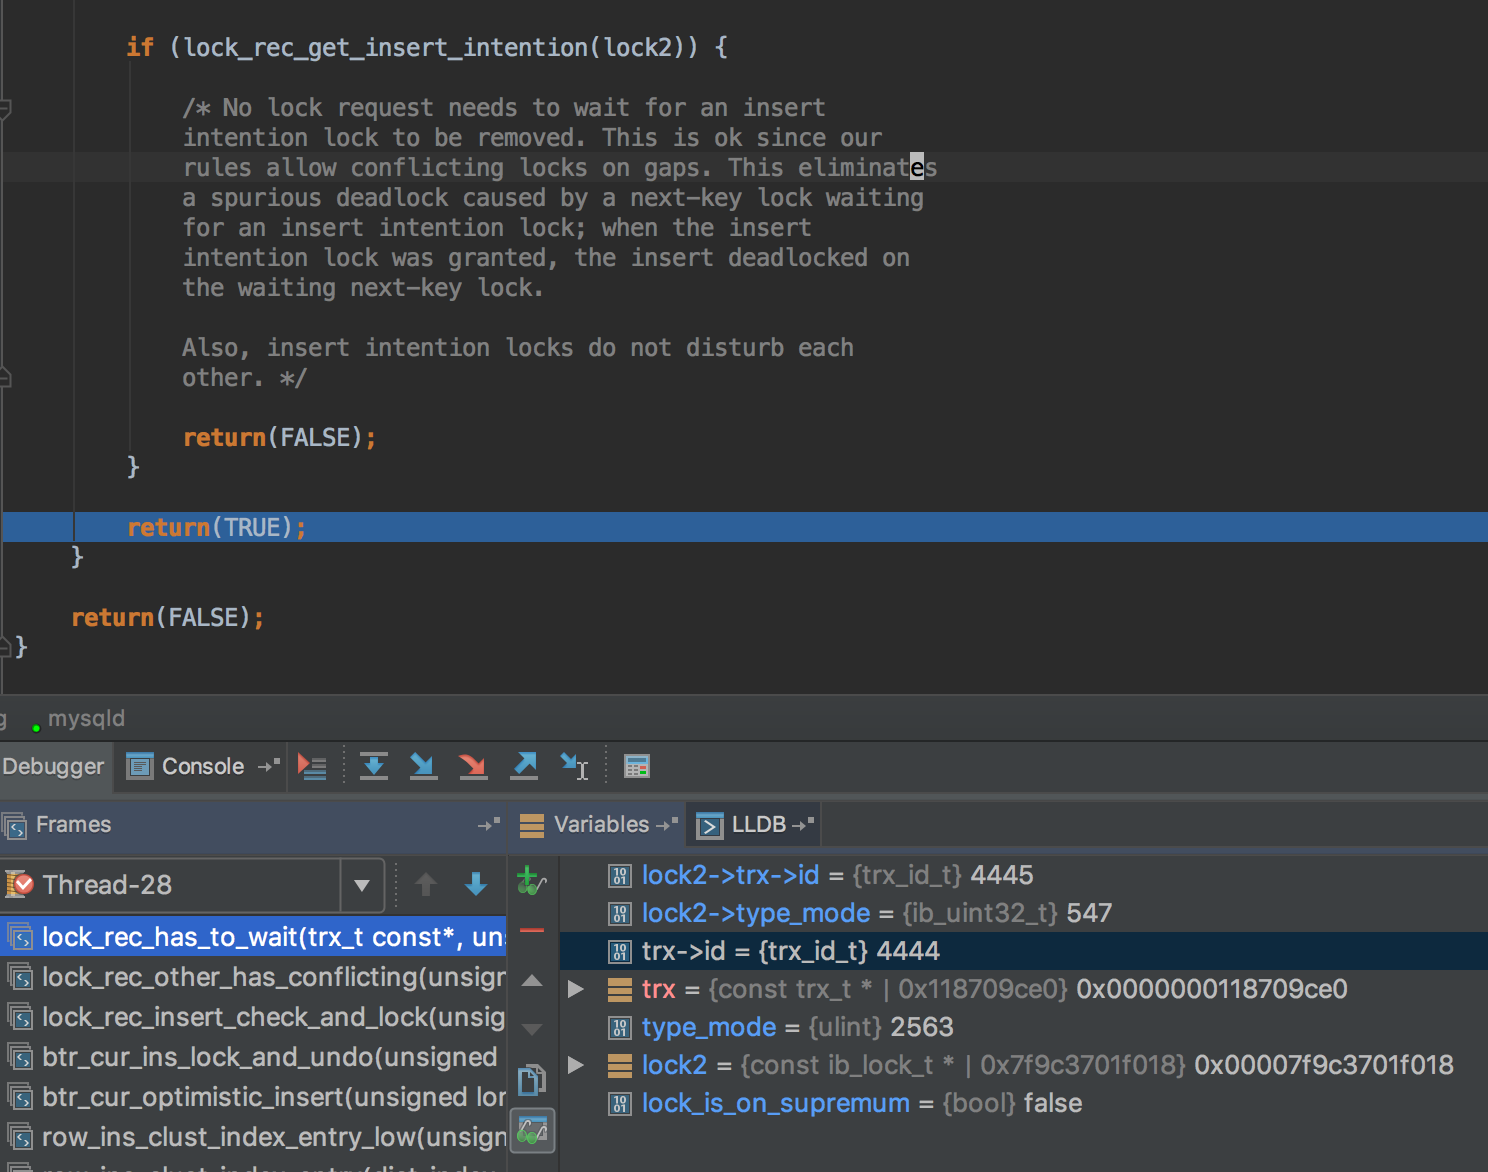 if (lock_rec_get_insert_intention(lock2)) {
/* No lock request needs to wait for an insert
intention lock to be removed. This is ok since our
rules allow conflicting locks on gaps. This eliminates
a spurious deadlock caused by a next-key lock waiting
for an insert intention lock; when the insert
intention lock was granted, the insert deadlocked on
the waiting next-key lock.
Also, insert intention locks do not disturb each
other. */
return(FALSE);
}
return(TRUE);
}
return(FALSE);
}
g mysqld
Debugger Console
Frames
Variables LLDB
Thread-28
lock_rec_has_to_wait(trx_t const*, uns
lock_rec_other_has_conflicting(unsign
lock_rec_insert_check_and_lock(unsig
btr_cur_ins_lock_and_undo(unsigned
btr_cur_optimistic_insert(unsigned lon
row_ins_clust_index_entry_low(unsign
lock2->trx->id = {trx_id_t} 4445
lock2->type_mode = {ib_uint32_t} 547
trx->id = {trx_id_t} 4444
trx = {const trx_t * | 0x118709ce0} 0x0000000118709ce0
type_mode = {ulint} 2563
lock2 = {const ib_lock_t * | 0x7f9c3701f018} 0x00007f9c3701f018
lock_is_on_supremum = {bool} false